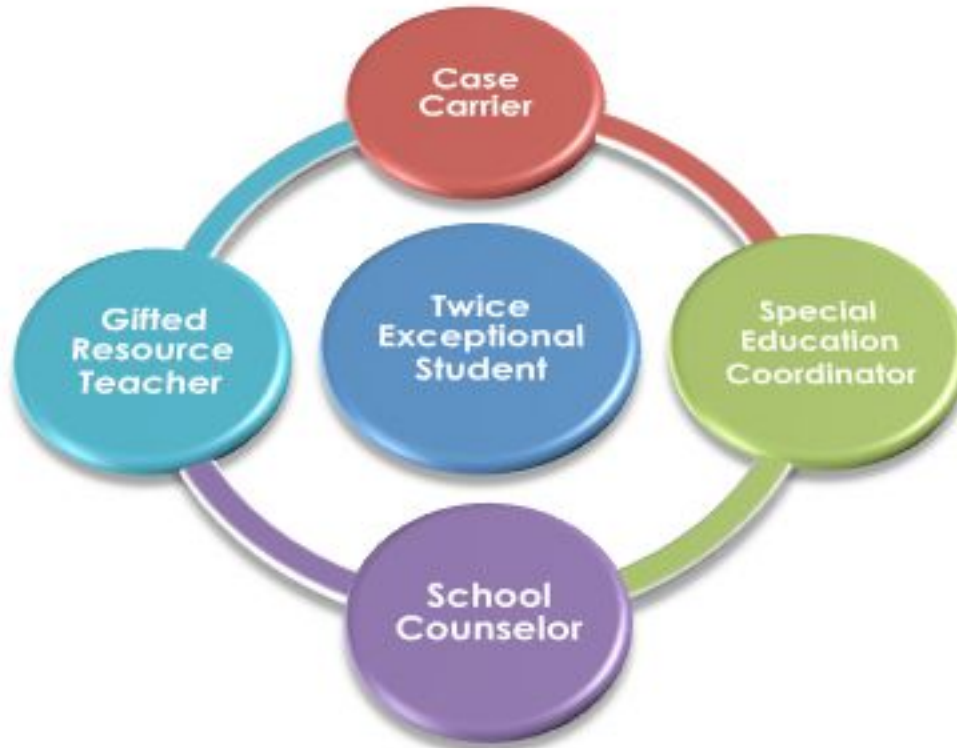 Case
Carrier
Gifted
Resource
Teacher
Twice
Exceptional
Student
Special
Education
Coordinator
School
Counselor